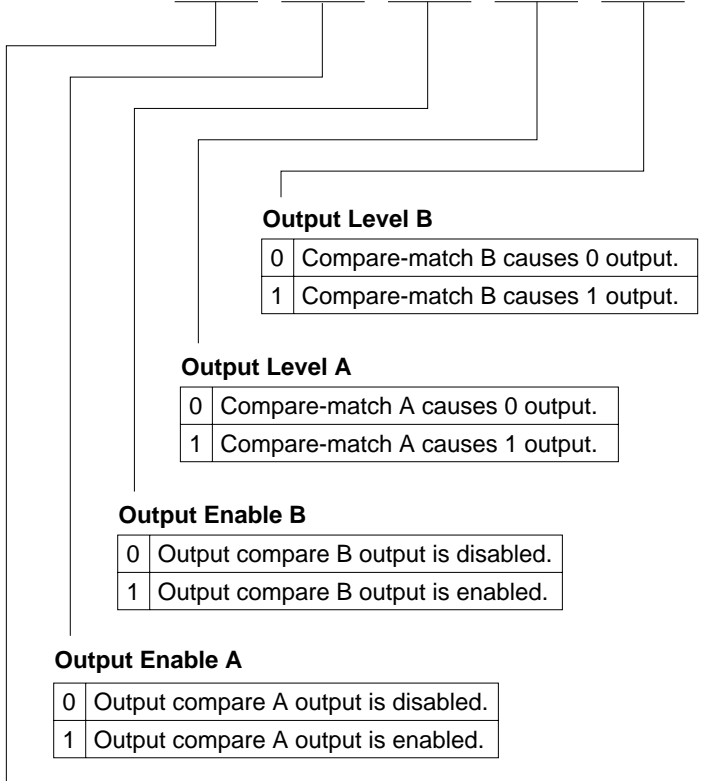 Output Level B
0 Compare-match B causes 0 output.
1 Compare-match B causes 1 output.
Output Level A
0 Compare-match A causes 0 output.
1 Compare-match A causes 1 output.
Output Enable B
0 Output compare B output is disabled.
1 Output compare B output is enabled.
Output Enable A
0 Output compare A output is disabled.
1 Output compare A output is enabled.